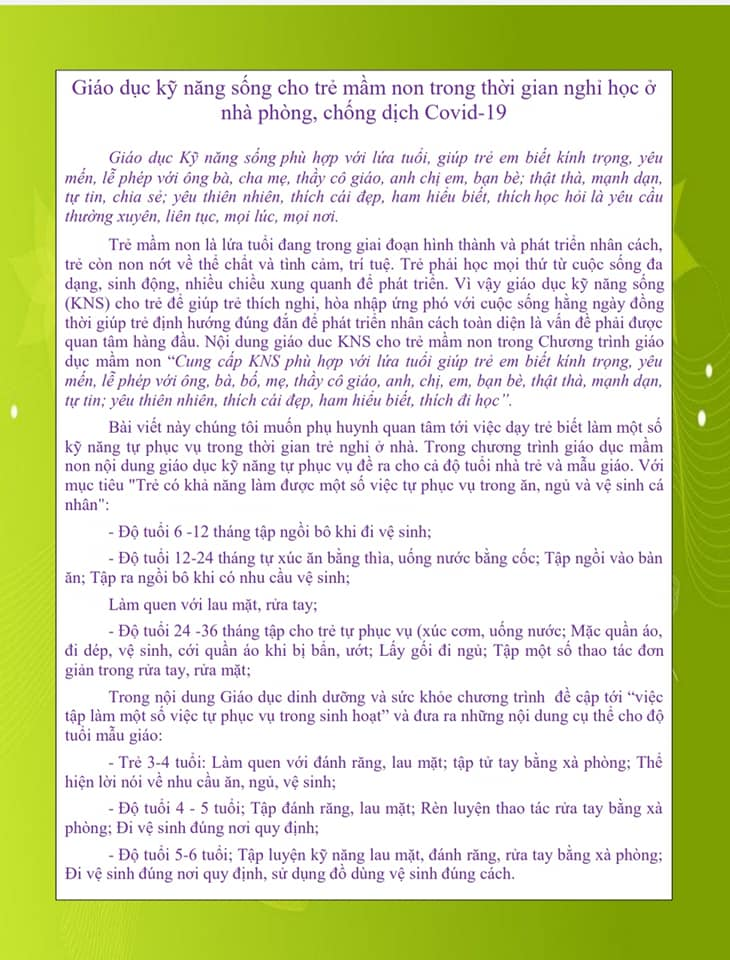 Giáo dục kỹ năng sống cho trẻ mầm non trong thời gian nghỉ học ở
nhà phòng, chống dịch Covid-19
Giáo dục Kỹ năng sống phù hợp với lứa tuổi, giúp trẻ em biết kính trọng, yêu
mến, lễ phép với ông bà, cha mẹ, thầy cô giáo, anh chị em, bạn bè; thật thà, mạnh dạn,
tự tin, chia sẻ; yêu thiên nhiên, thích cái đẹp, ham hiểu biết, thích học hỏi là yêu cầu
thường xuyên, liên tục, mọi lúc, mọi nơi.
Trẻ mầm non là lứa tuổi đang trong giai đoạn hình thành và phát triển nhân cách,
trẻ còn non nớt về thể chất và tình cảm, trí tuệ. Trẻ phải học mọi thứ từ cuộc sống đa
dạng, sinh động, nhiều chiều xung quanh để phát triển. Vì vậy giáo dục kỹ năng sống
(KNS) cho trẻ để giúp trẻ thích nghi, hòa nhập ứng phó với cuộc sống hằng ngày đồng
thời giúp trẻ định hướng đúng đắn để phát triển nhân cách toàn diện là vấn đề phải được
quan tâm hàng đầu. Nội dung giáo duc KNS cho trẻ mầm non trong Chương trình giáo
dục mầm non “Cung cấp KNS phù hợp với lứa tuổi giúp trẻ em biết kính trọng, yêu
mến, lễ phép với ông, bà, bố, mẹ, thầy cô giáo, anh, chị, em, bạn bè, thật thà, mạnh dạn,
tự tin; yêu thiên nhiên, thích cái đẹp, ham hiểu biết, thích đi học”.
Bài viết này chúng tôi muốn phụ huynh quan tâm tới việc dạy trẻ biết làm một số
kỹ năng tự phục vụ trong thời gian trẻ nghỉ ở nhà. Trong chương trình giáo dục mầm
non nội dung giáo dục kỹ năng tự phục vụ đề ra cho cả độ tuổi nhà trẻ và mẫu giáo. Với
mục tiêu "Trẻ có khả năng làm được một số việc tự phục vụ trong ăn, ngủ và vệ sinh cá
nhân":
- Độ tuổi 6 -12 tháng tập ngồi bô khi đi vệ sinh;
- Độ tuổi 12-24 tháng tự xúc ăn bằng thìa, uống nước bằng cốc; Tập ngồi vào bàn
ăn; Tập ra ngồi bô khi có nhu cầu vệ sinh;
Làm quen với lau mặt, rửa tay;
- Độ tuổi 24 -36 tháng tập cho trẻ tự phục vụ (xúc cơm, uống nước; Mặc quần áo,
đi dép, vệ sinh, cởi quần áo khi bị bẩn, ướt; Lấy gối đi ngủ; Tập một số thao tác đơn
giản trong rửa tay, rửa mặt;
Trong nội dung Giáo dục dinh dưỡng và sức khỏe chương trình đề cập tới “việc
tập làm một số việc tự phục vụ trong sinh hoạt” và đưa ra những nội dung cụ thể cho độ
tuổi mẫu giáo:
- Trẻ 3-4 tuổi: Làm quen với đánh răng, lau mặt; tập tử tay bằng xà phòng; Thể
hiện lời nói về nhu cầu ăn, ngủ, vệ sinh;
- Độ tuổi 4 - 5 tuổi; Tập đánh răng, lau mặt; Rèn luyện thao tác rửa tay bằng xà
phòng; Đi vệ sinh đúng nơi quy định;
- Độ tuổi 5-6 tuổi; Tập luyện kỹ năng lau mặt, đánh răng, rửa tay bằng xà phòng;
Đi vệ sinh đúng nơi quy định, sử dụng đồ dùng vệ sinh đúng cách.